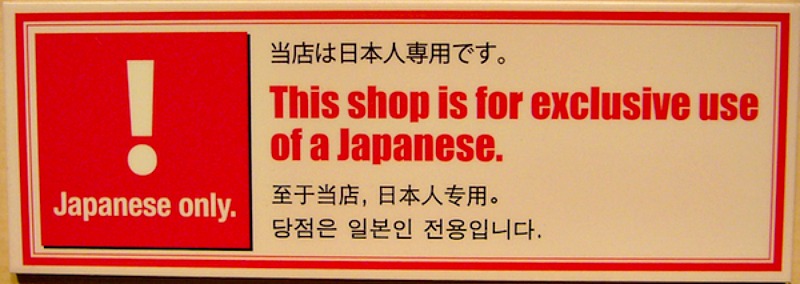 !
Japanese only.
当店は日本人専用です。
This shop is for exclusive use
of a Japanese.
至于当店, 日本人专用。
당점은 일본인 전용입니다.